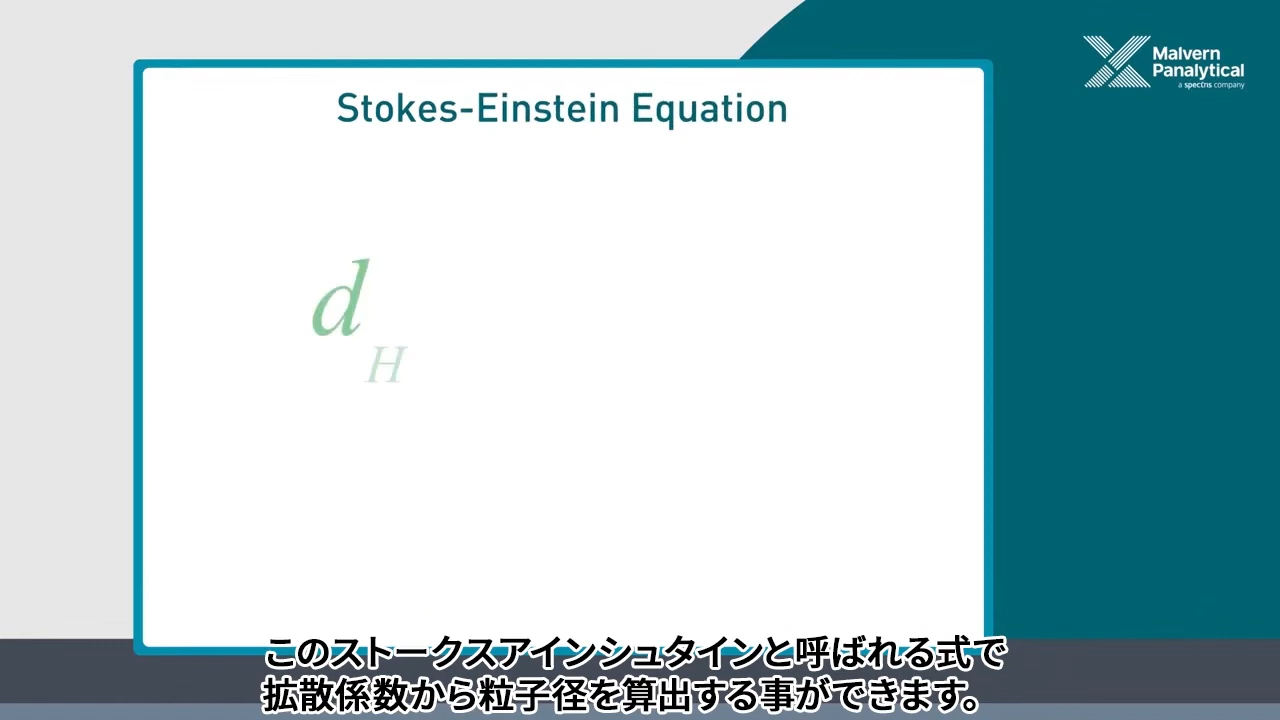 Malvern
Panalytical
a spectris company
Stokes-Einstein Equation
d
H
このストークスアインシュタインと呼ばれる式で
拡散係数から粒子径を算出する事ができます。